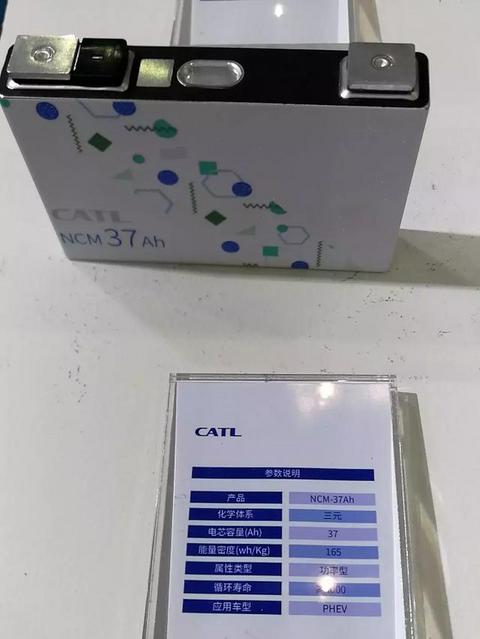 CATL
NCM 37Ah
CATL
参数说明
产品 NCM-37Ah
化学体系 三元
电芯容量(Ah) 37
能量密度(wh/Kg) 165
属性类型 功率型
循环寿命
应用车型 PHEV